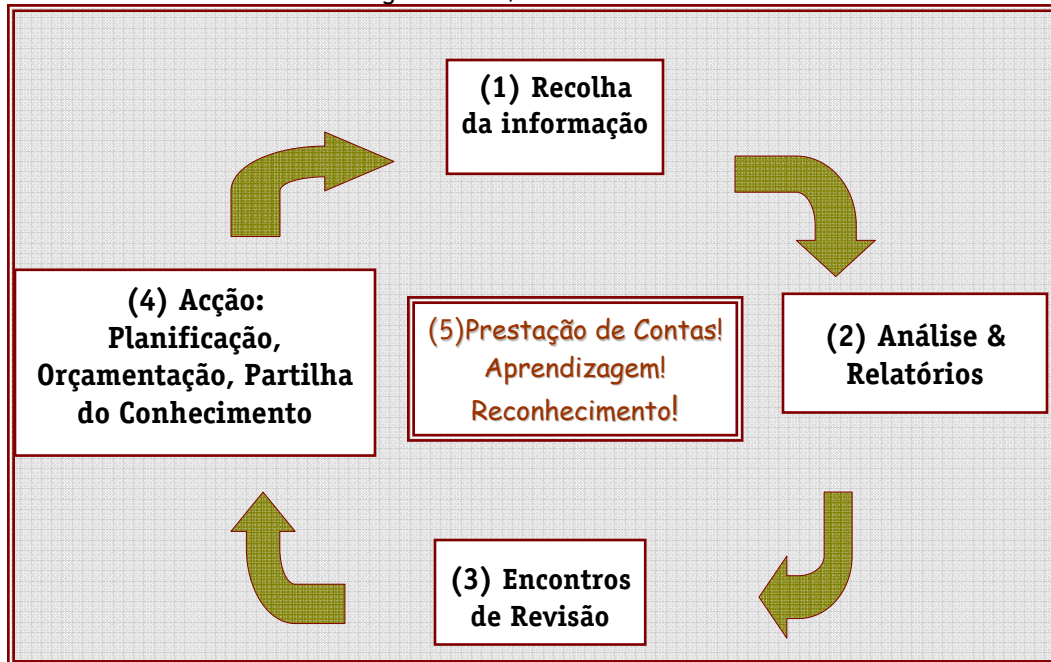 (1) Recolha
da informação
(4) Acção:
Planificação,
Orçamentação, Partilha
do Conhecimento
(5)Prestação de Contas!
Aprendizagem!
Reconhecimento!
(2) Análise &
Relatórios
(3) Encontros
de Revisão